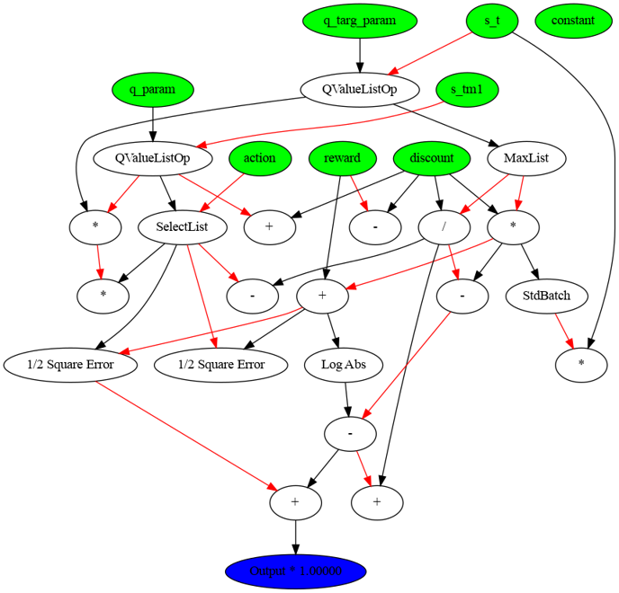 q_targ_param
s_t
constant
q_param
QValueListOp
s_tm1
QValueListOp
action
reward
discount
MaxList
*
SelectList
+
-
/
*
*
-
+
-
StdBatch
1/2 Square Error
1/2 Square Error
Log Abs
*
-
+
+
Output * 1.00000